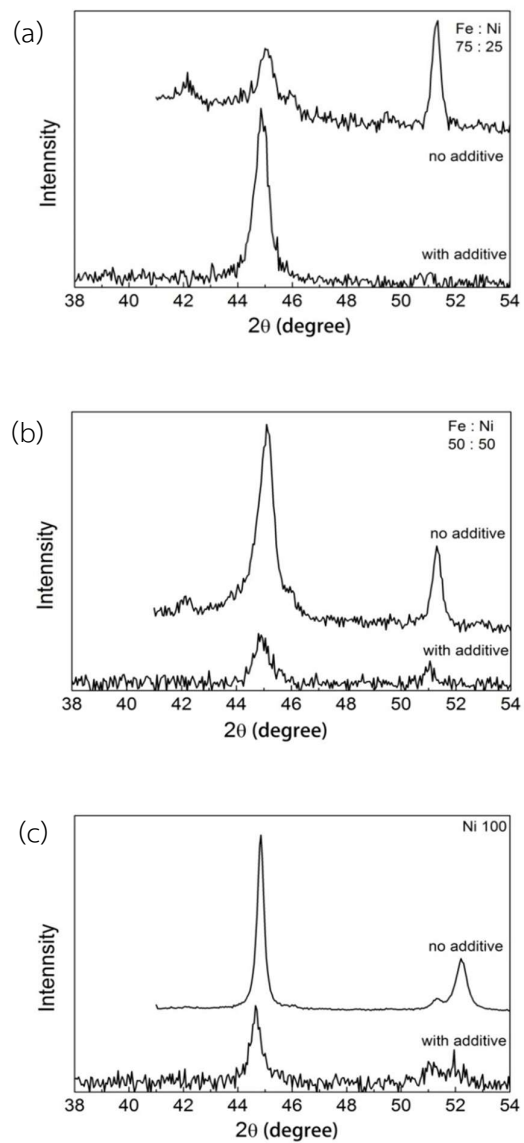 (a)
Fe : Ni
75 : 25
no additive
with additive
Intennsity
38 40 42 44 46 48 50 52 54
2θ (degree)
(b)
Fe : Ni
50 : 50
no additive
with additive
Intennsity
38 40 42 44 46 48 50 52 54
2θ (degree)
(c)
Ni 100
no additive
with additive
Intennsity
38 40 42 44 46 48 50 52 54
2θ (degree)